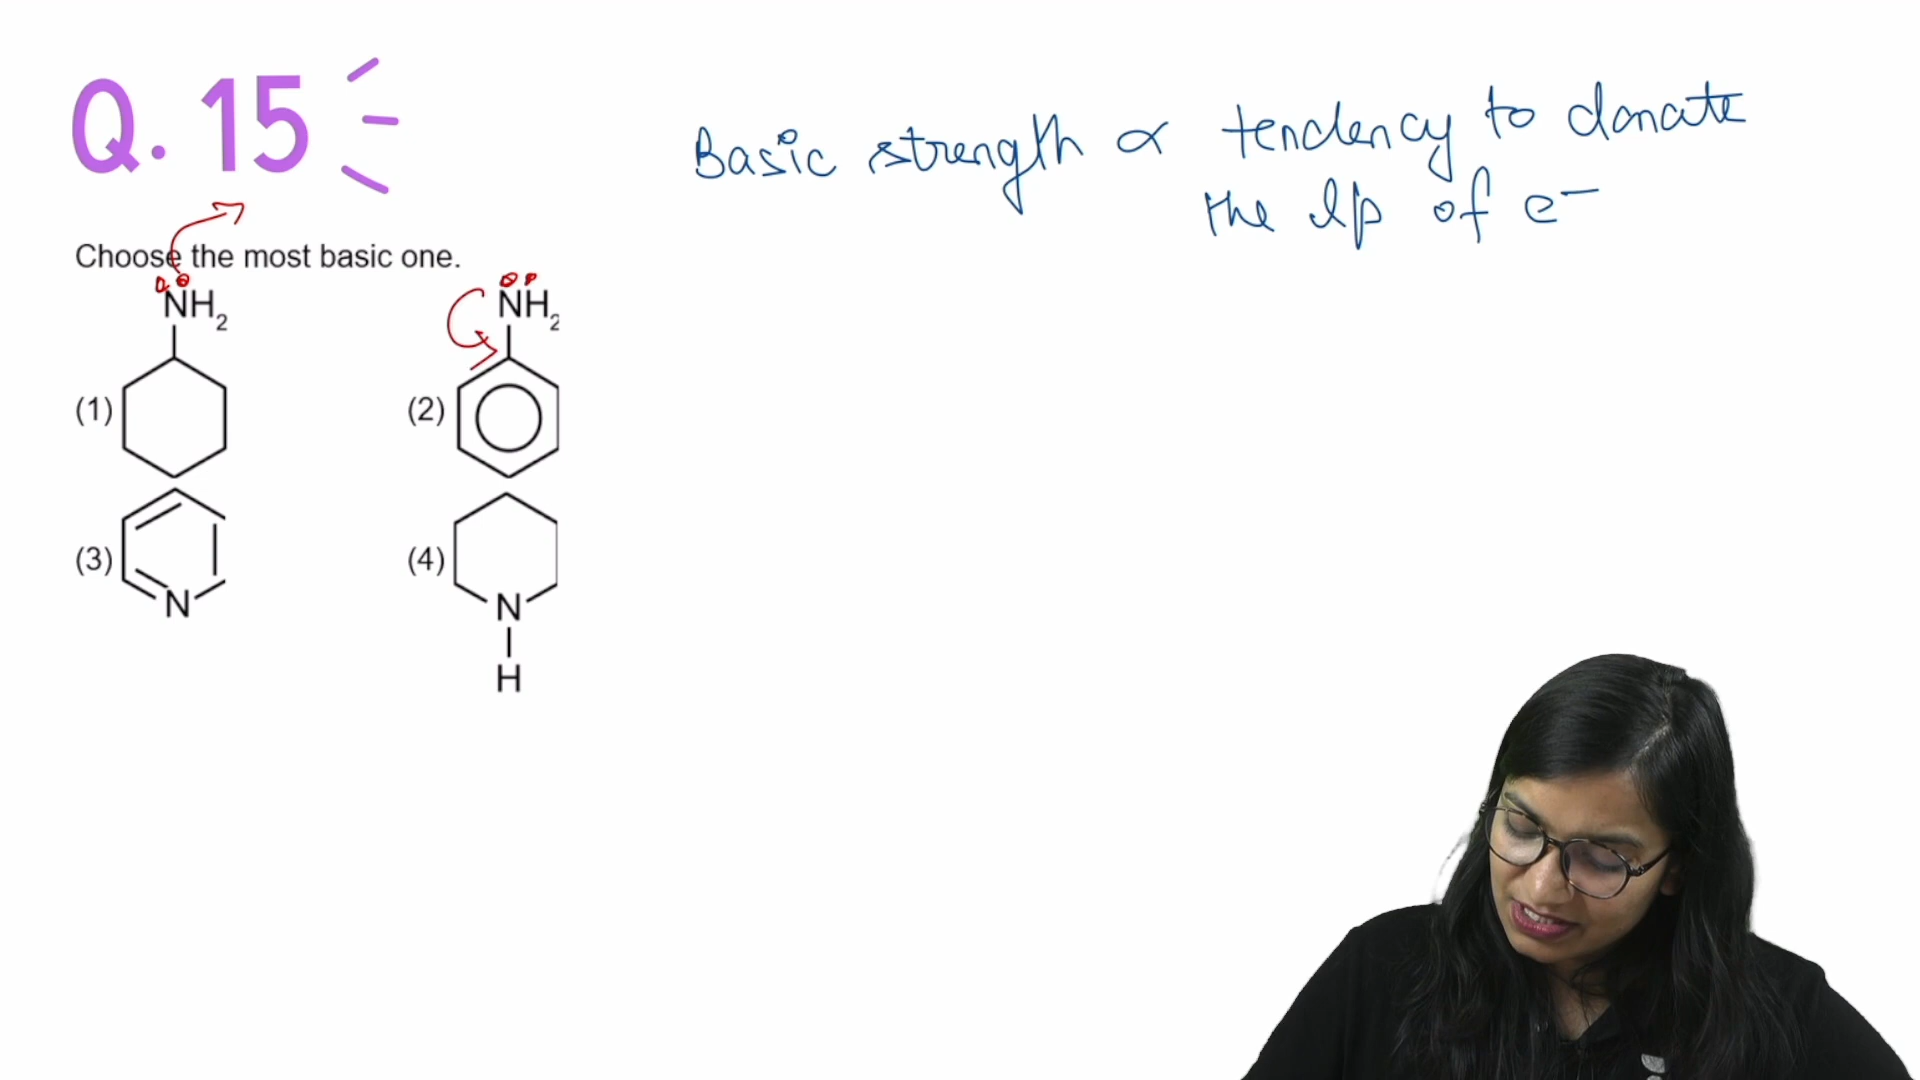 Q. 15
Basic strength ∝ tendency to donate
the lp of e⁻
Choose the most basic one.
NH₂ NH₂
(1) (2)
(3) (4)
N N
H